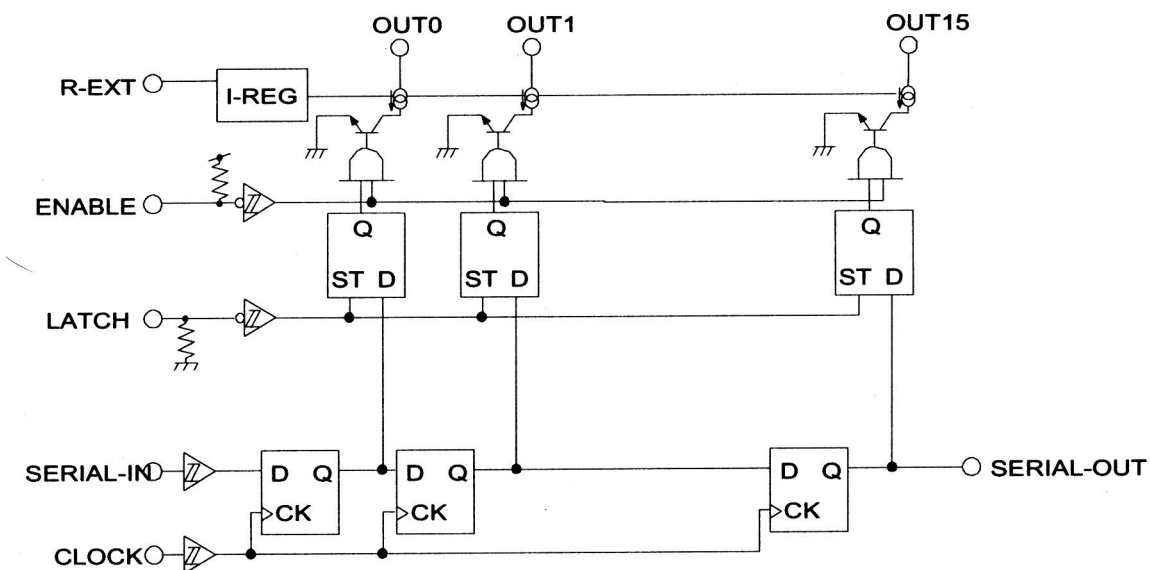 OUT0 OUT1 OUT15
R-EXT I-REG
ENABLE
Q Q Q
ST D ST D ST D
LATCH
SERIAL-IN D Q D Q D Q SERIAL-OUT
CK CK CK
CLOCK